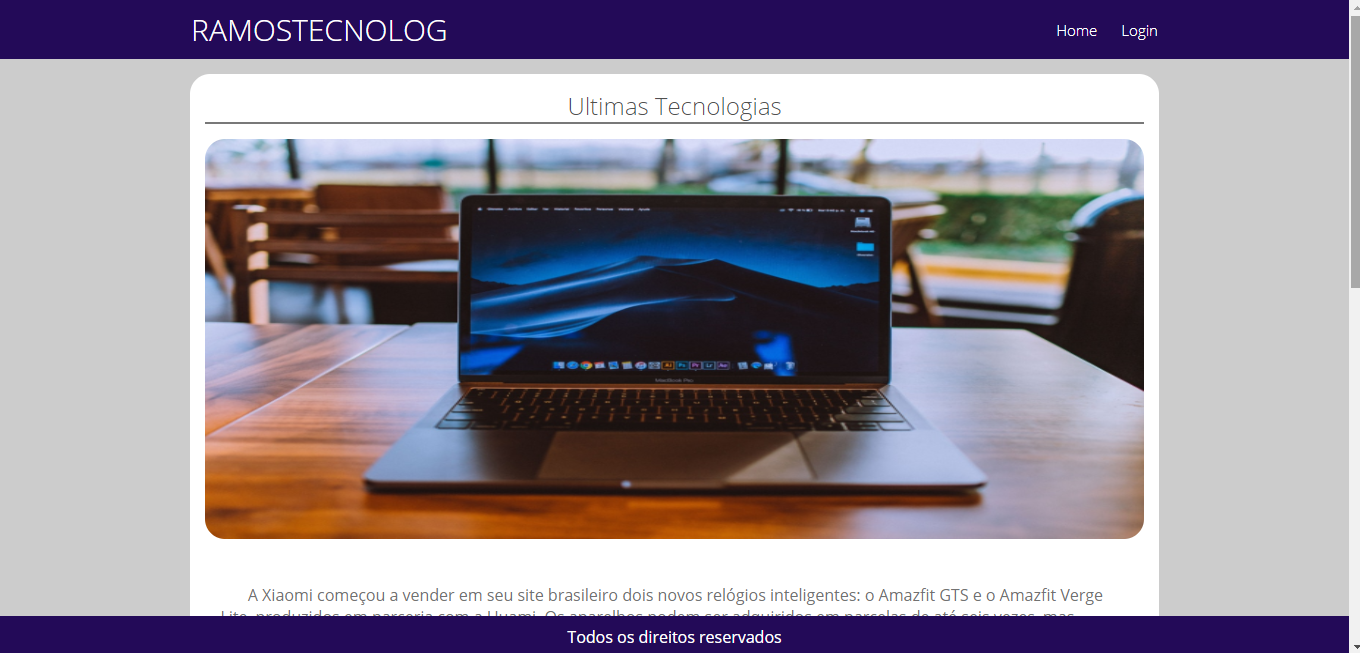 RAMOSTECNOLOG
Home Login
Ultimas Tecnologias
MacBook Pro
A Xiaomi começou a vender em seu site brasileiro dois novos relógios inteligentes: o Amazfit GTS e o Amazfit Verge
Lite, produzidos em parceria com a Huami. Os aparelhos podem ser adquiridos em parcelas de até seis vezes, mas
Todos os direitos reservados